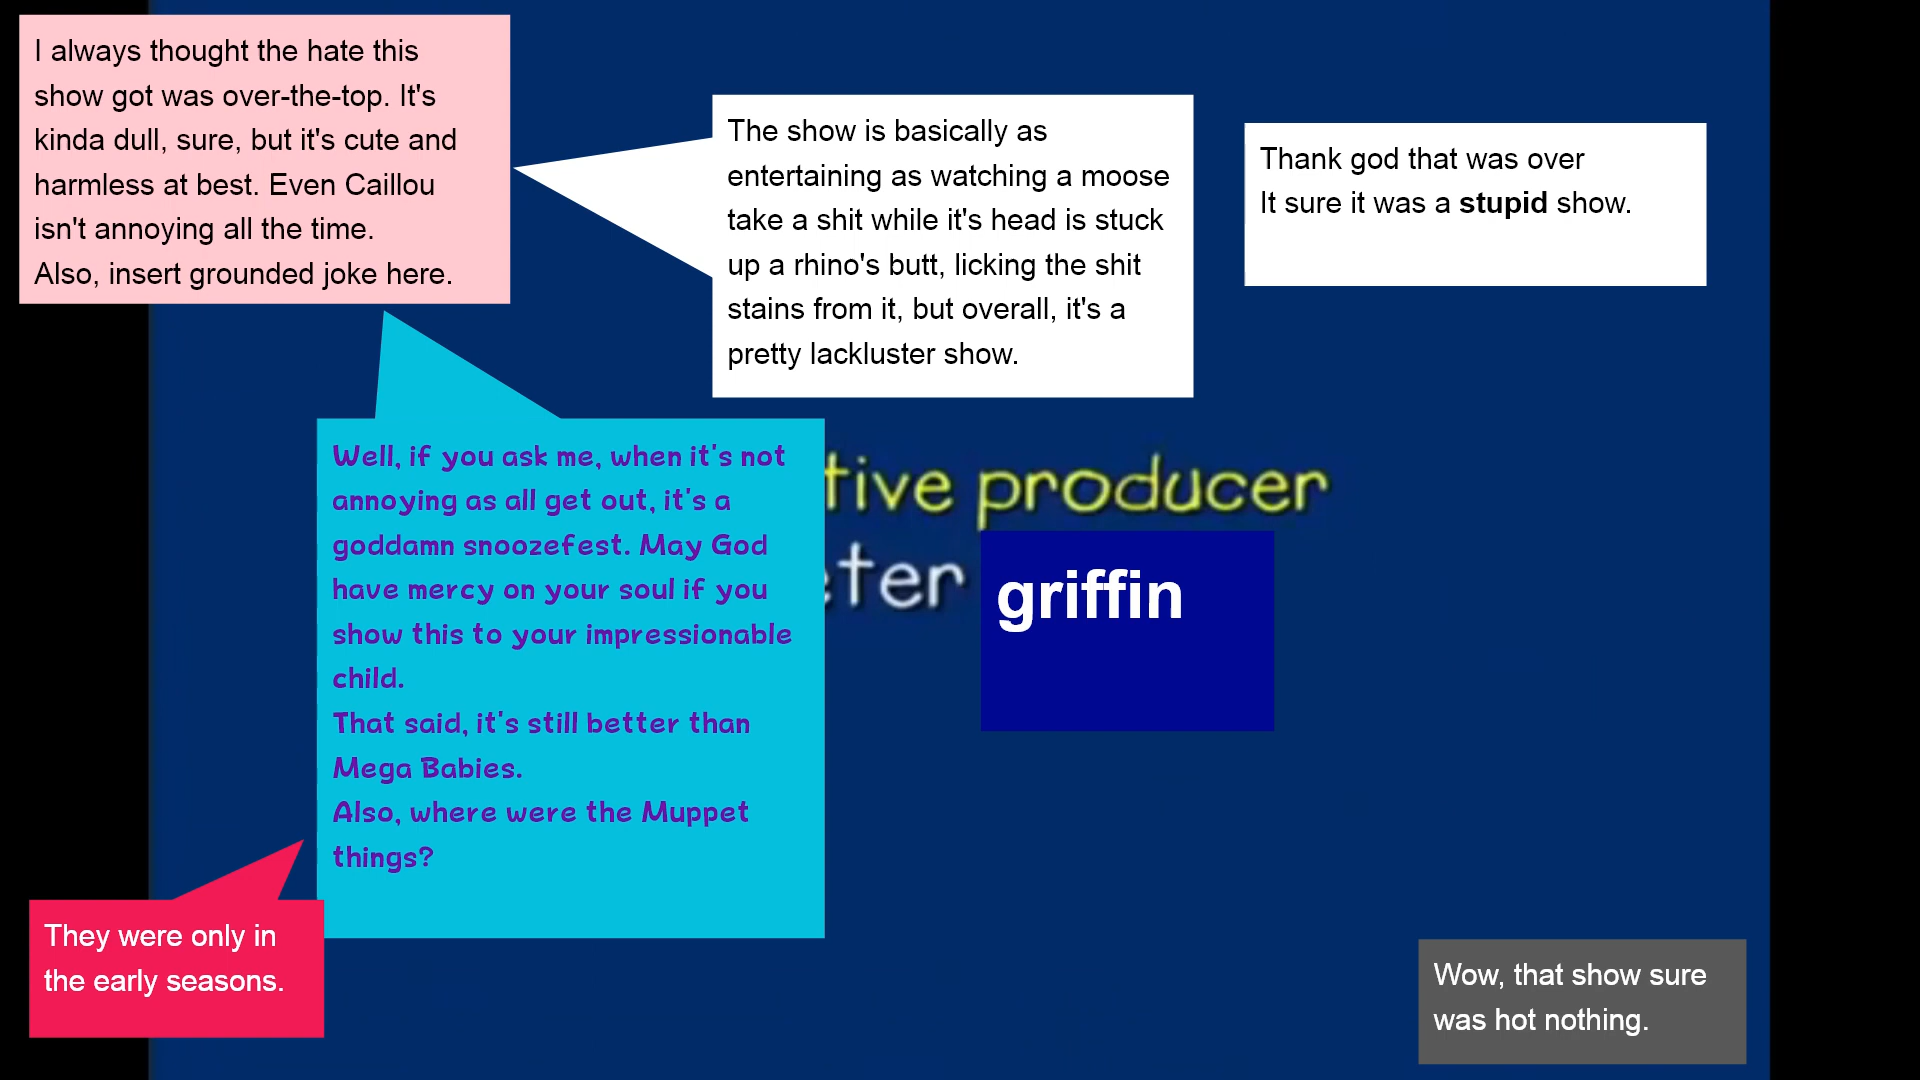 I always thought the hate this
show got was over-the-top. It's
kinda dull, sure, but it's cute and
harmless at best. Even Caillou
isn't annoying all the time.
Also, insert grounded joke here.
The show is basically as
entertaining as watching a moose
take a shit while it's head is stuck
up a rhino's butt, licking the shit
stains from it, but overall, it's a
pretty lackluster show.
Thank god that was over
It sure it was a stupid show.
Well, if you ask me, when it's not
annoying as all get out, it's a
goddamn snoozefest. May God
have mercy on your soul if you
show this to your impressionable
child.
That said, it's still better than
Mega Babies.
Also, where were the Muppet
things?
tive producer
eter griffin
They were only in
the early seasons.
Wow, that show sure
was hot nothing.